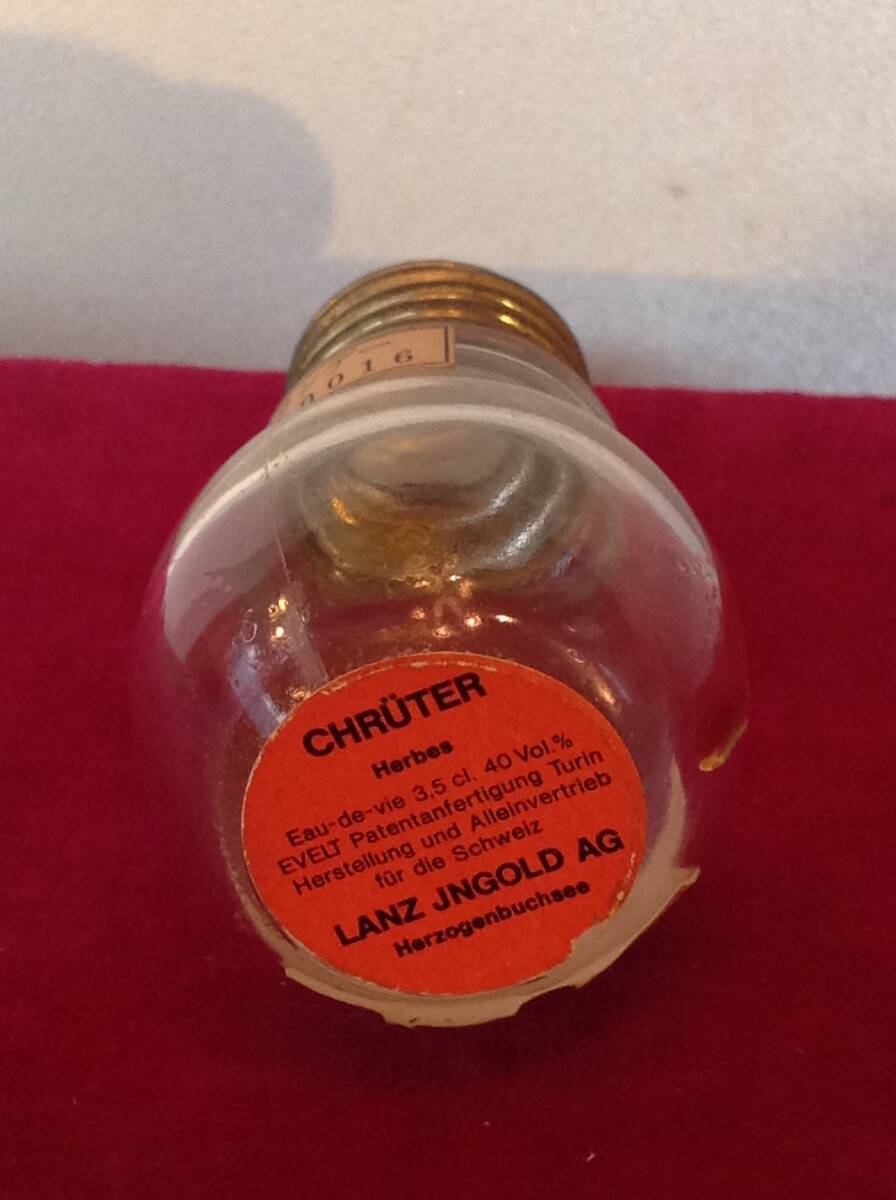 0016
CHRÜTER
Herbes
Eau-de-vie 3,5 cl. 40 Vol.%
EVELT Patentanfertigung Turin
Herstellung und Alleinvertrieb
für die Schweiz
LANZ JNGOLD AG
Herzogenbuchsee